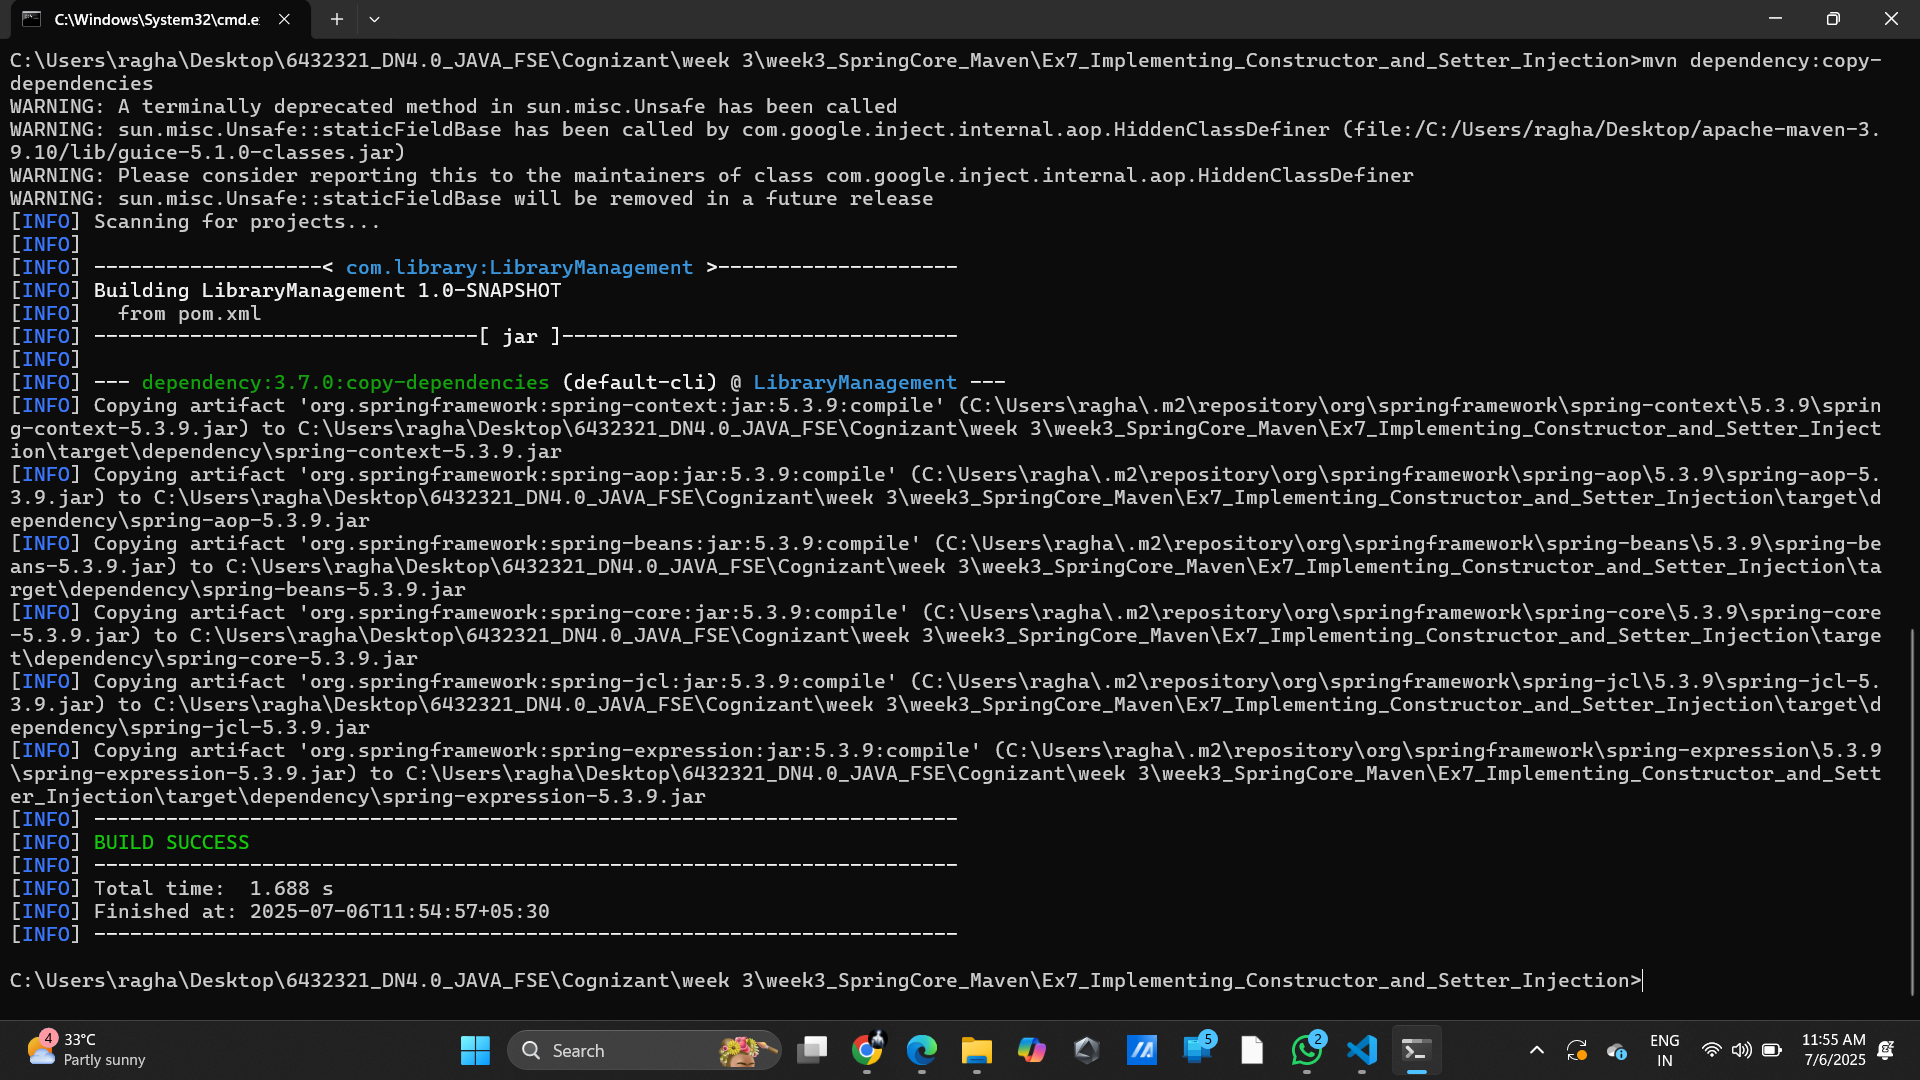 C:\Windows\System32\cmd.e
C:\Users\ragha\Desktop\6432321_DN4.0_JAVA_FSE\Cognizant\week 3\week3_SpringCore_Maven\Ex7_Implementing_Constructor_and_Setter_Injection>mvn dependency:copy-
dependencies
WARNING: A terminally deprecated method in sun.misc.Unsafe has been called
WARNING: sun.misc.Unsafe::staticFieldBase has been called by com.google.inject.internal.aop.HiddenClassDefiner (file:/C:/Users/ragha/Desktop/apache-maven-3.
9.10/lib/guice-5.1.0-classes.jar)
WARNING: Please consider reporting this to the maintainers of class com.google.inject.internal.aop.HiddenClassDefiner
WARNING: sun.misc.Unsafe::staticFieldBase will be removed in a future release
[INFO] Scanning for projects...
[INFO]
[INFO] -------------------< com.library:LibraryManagement >--------------------
[INFO] Building LibraryManagement 1.0-SNAPSHOT
[INFO]   from pom.xml
[INFO] --------------------------------[ jar ]---------------------------------
[INFO]
[INFO] --- dependency:3.7.0:copy-dependencies (default-cli) @ LibraryManagement ---
[INFO] Copying artifact 'org.springframework:spring-context:jar:5.3.9:compile' (C:\Users\ragha\.m2\repository\org\springframework\spring-context\5.3.9\sprin
g-context-5.3.9.jar) to C:\Users\ragha\Desktop\6432321_DN4.0_JAVA_FSE\Cognizant\week 3\week3_SpringCore_Maven\Ex7_Implementing_Constructor_and_Setter_Inject
ion\target\dependency\spring-context-5.3.9.jar
[INFO] Copying artifact 'org.springframework:spring-aop:jar:5.3.9:compile' (C:\Users\ragha\.m2\repository\org\springframework\spring-aop\5.3.9\spring-aop-5.
3.9.jar) to C:\Users\ragha\Desktop\6432321_DN4.0_JAVA_FSE\Cognizant\week 3\week3_SpringCore_Maven\Ex7_Implementing_Constructor_and_Setter_Injection\target\d
ependency\spring-aop-5.3.9.jar
[INFO] Copying artifact 'org.springframework:spring-beans:jar:5.3.9:compile' (C:\Users\ragha\.m2\repository\org\springframework\spring-beans\5.3.9\spring-be
ans-5.3.9.jar) to C:\Users\ragha\Desktop\6432321_DN4.0_JAVA_FSE\Cognizant\week 3\week3_SpringCore_Maven\Ex7_Implementing_Constructor_and_Setter_Injection\ta
rget\dependency\spring-beans-5.3.9.jar
[INFO] Copying artifact 'org.springframework:spring-core:jar:5.3.9:compile' (C:\Users\ragha\.m2\repository\org\springframework\spring-core\5.3.9\spring-core
-5.3.9.jar) to C:\Users\ragha\Desktop\6432321_DN4.0_JAVA_FSE\Cognizant\week 3\week3_SpringCore_Maven\Ex7_Implementing_Constructor_and_Setter_Injection\targe
t\dependency\spring-core-5.3.9.jar
[INFO] Copying artifact 'org.springframework:spring-jcl:jar:5.3.9:compile' (C:\Users\ragha\.m2\repository\org\springframework\spring-jcl\5.3.9\spring-jcl-5.
3.9.jar) to C:\Users\ragha\Desktop\6432321_DN4.0_JAVA_FSE\Cognizant\week 3\week3_SpringCore_Maven\Ex7_Implementing_Constructor_and_Setter_Injection\target\d
ependency\spring-jcl-5.3.9.jar
[INFO] Copying artifact 'org.springframework:spring-expression:jar:5.3.9:compile' (C:\Users\ragha\.m2\repository\org\springframework\spring-expression\5.3.9
\spring-expression-5.3.9.jar) to C:\Users\ragha\Desktop\6432321_DN4.0_JAVA_FSE\Cognizant\week 3\week3_SpringCore_Maven\Ex7_Implementing_Constructor_and_Sett
er_Injection\target\dependency\spring-expression-5.3.9.jar
[INFO] ------------------------------------------------------------------------
[INFO] BUILD SUCCESS
[INFO] ------------------------------------------------------------------------
[INFO] Total time:  1.688 s
[INFO] Finished at: 2025-07-06T11:54:57+05:30
[INFO] ------------------------------------------------------------------------
C:\Users\ragha\Desktop\6432321_DN4.0_JAVA_FSE\Cognizant\week 3\week3_SpringCore_Maven\Ex7_Implementing_Constructor_and_Setter_Injection>
4
33°C
Partly sunny
Search
5
2
ENG
IN
11:55 AM
7/6/2025